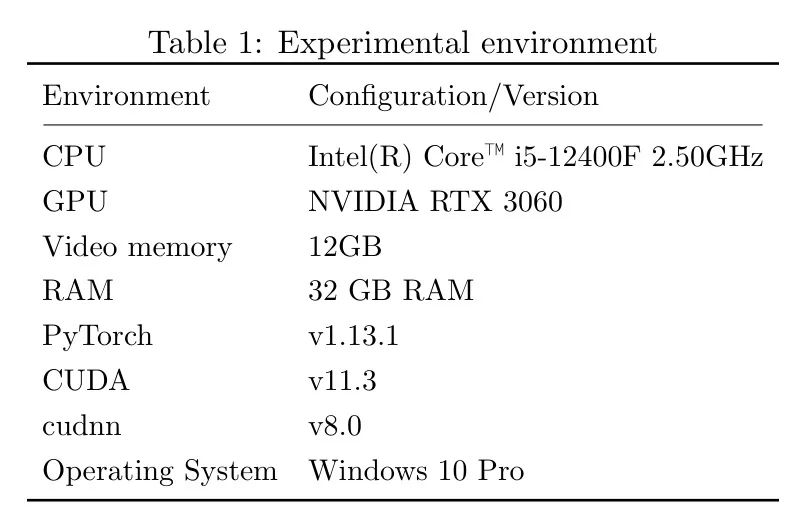 Table 1: Experimental environment
Environment Configuration/Version
CPU Intel(R) Core™ i5-12400F 2.50GHz
GPU NVIDIA RTX 3060
Video memory 12GB
RAM 32 GB RAM
PyTorch v1.13.1
CUDA v11.3
cudnn v8.0
Operating System Windows 10 Pro